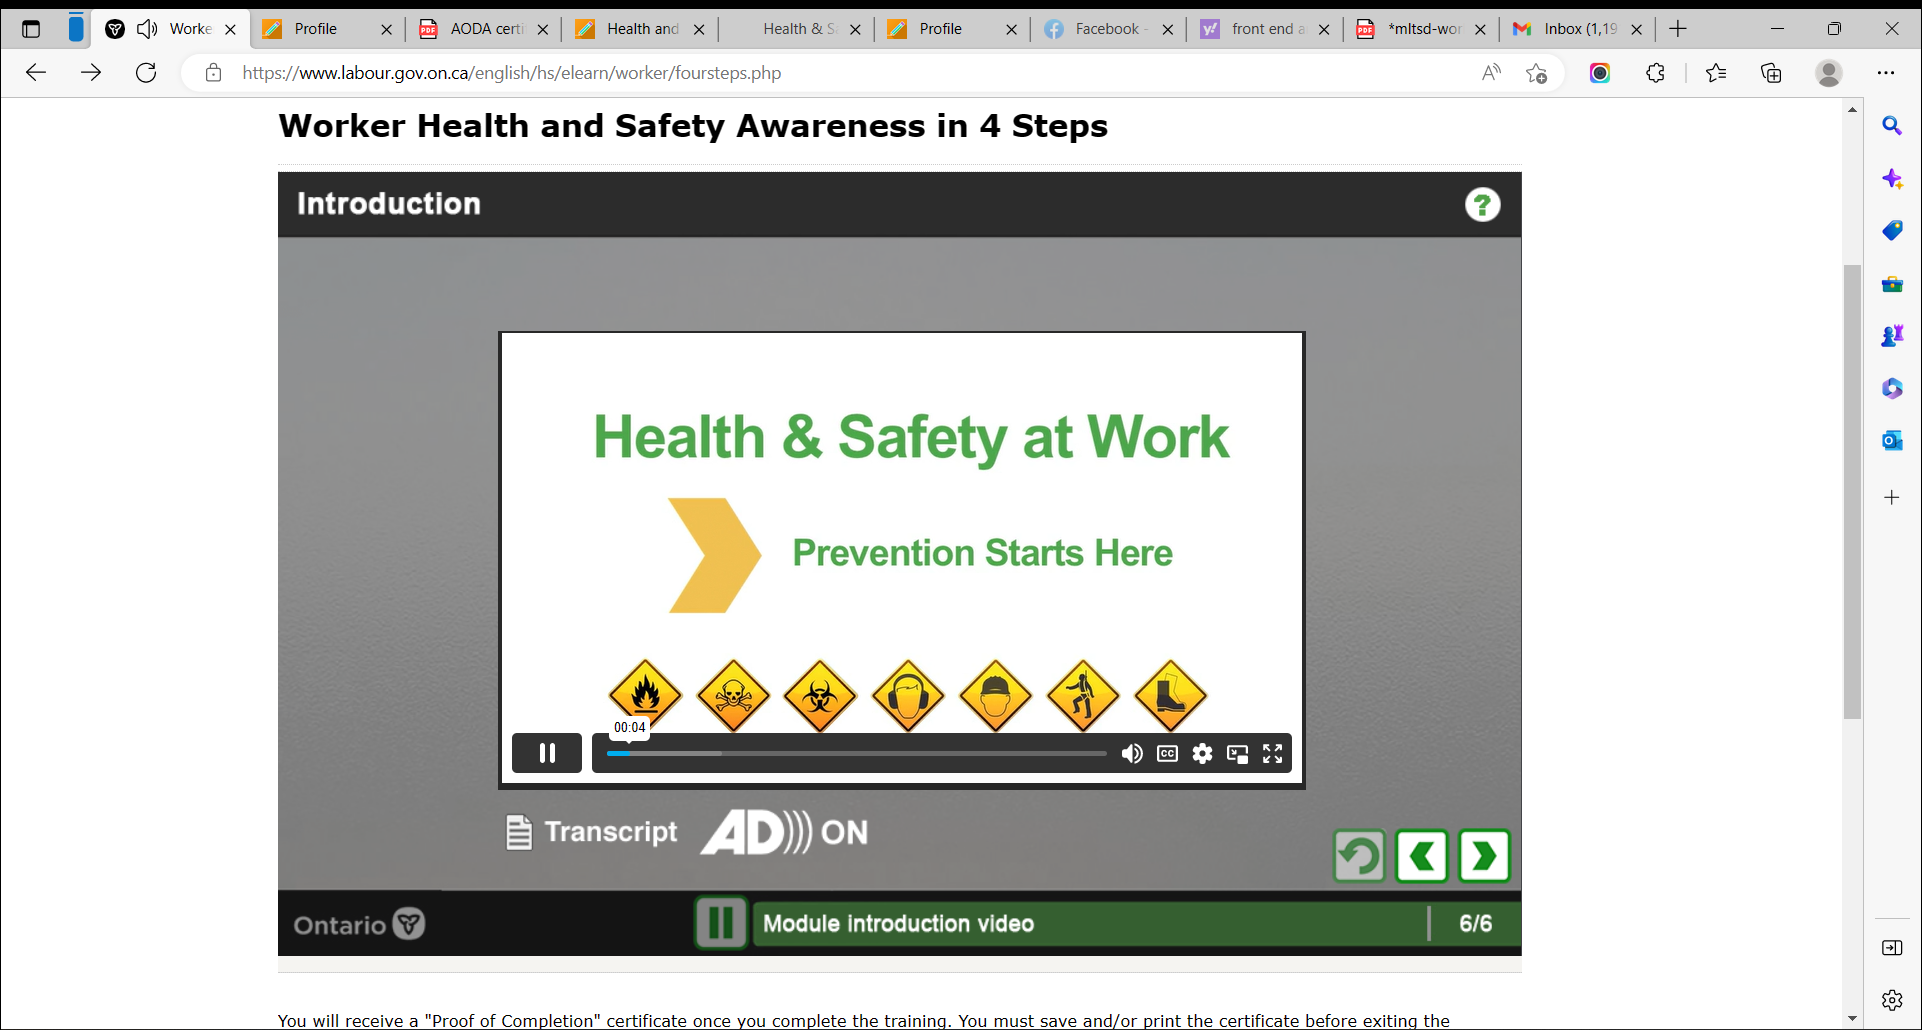 Worke
Profile
AODA certi
Health and
Health & S
Profile
Facebook -
front end a
*mltsd-wor
Inbox (1,19
https://www.labour.gov.on.ca/english/hs/elearn/worker/foursteps.php
Worker Health and Safety Awareness in 4 Steps
Introduction
?
Health & Safety at Work
Prevention Starts Here
00:04
CC
Transcript
AD))) ON
Ontario
Module introduction video
6/6
You will receive a "Proof of Completion" certificate once you complete the training. You must save and/or print the certificate before exiting the